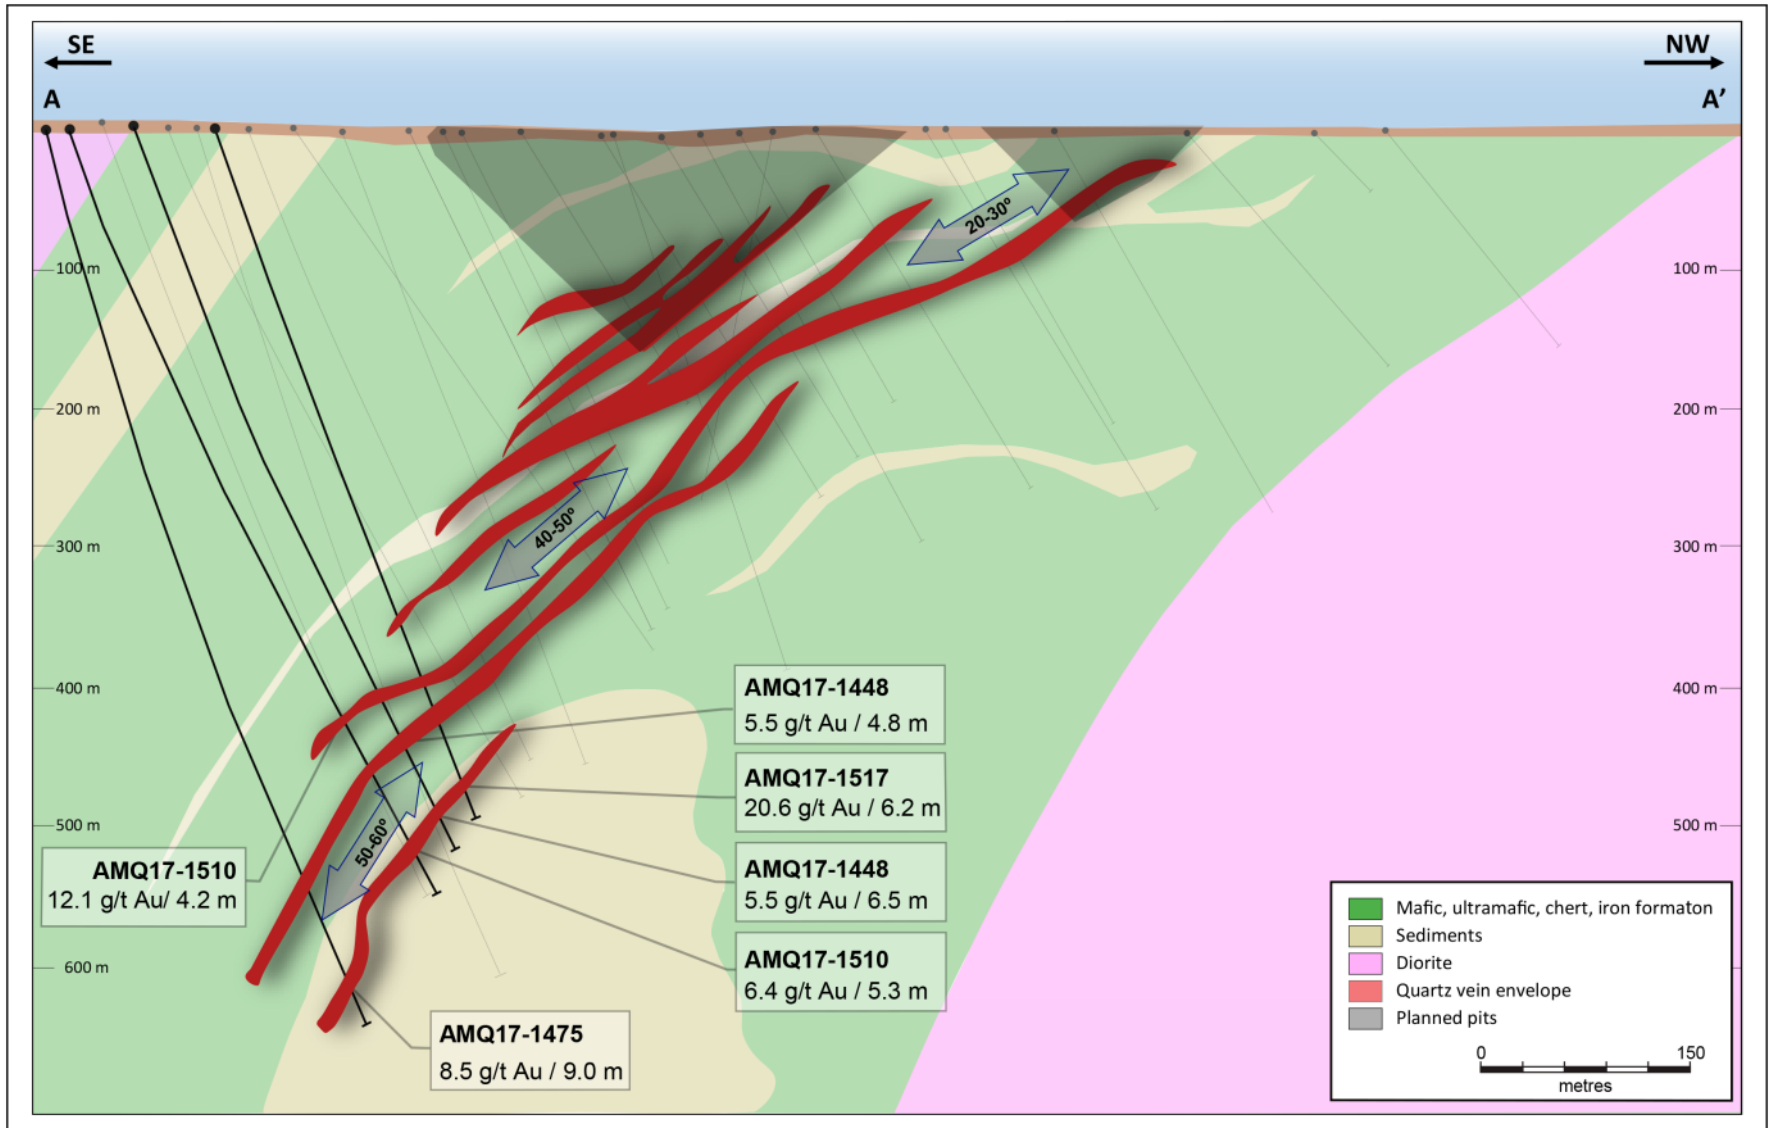 SE
NW
A
A’
20-30º
100 m
100 m
200 m
200 m
40-50º
300 m
300 m
400 m
400 m
AMQ17-1448
5.5 g/t Au / 4.8 m
AMQ17-1517
20.6 g/t Au / 6.2 m
500 m
500 m
50-60º
AMQ17-1510
12.1 g/t Au/ 4.2 m
AMQ17-1448
5.5 g/t Au / 6.5 m
600 m
AMQ17-1510
6.4 g/t Au / 5.3 m
AMQ17-1475
8.5 g/t Au / 9.0 m
Mafic, ultramafic, chert, iron formaton
Sediments
Diorite
Quartz vein envelope
Planned pits
0 150
metres